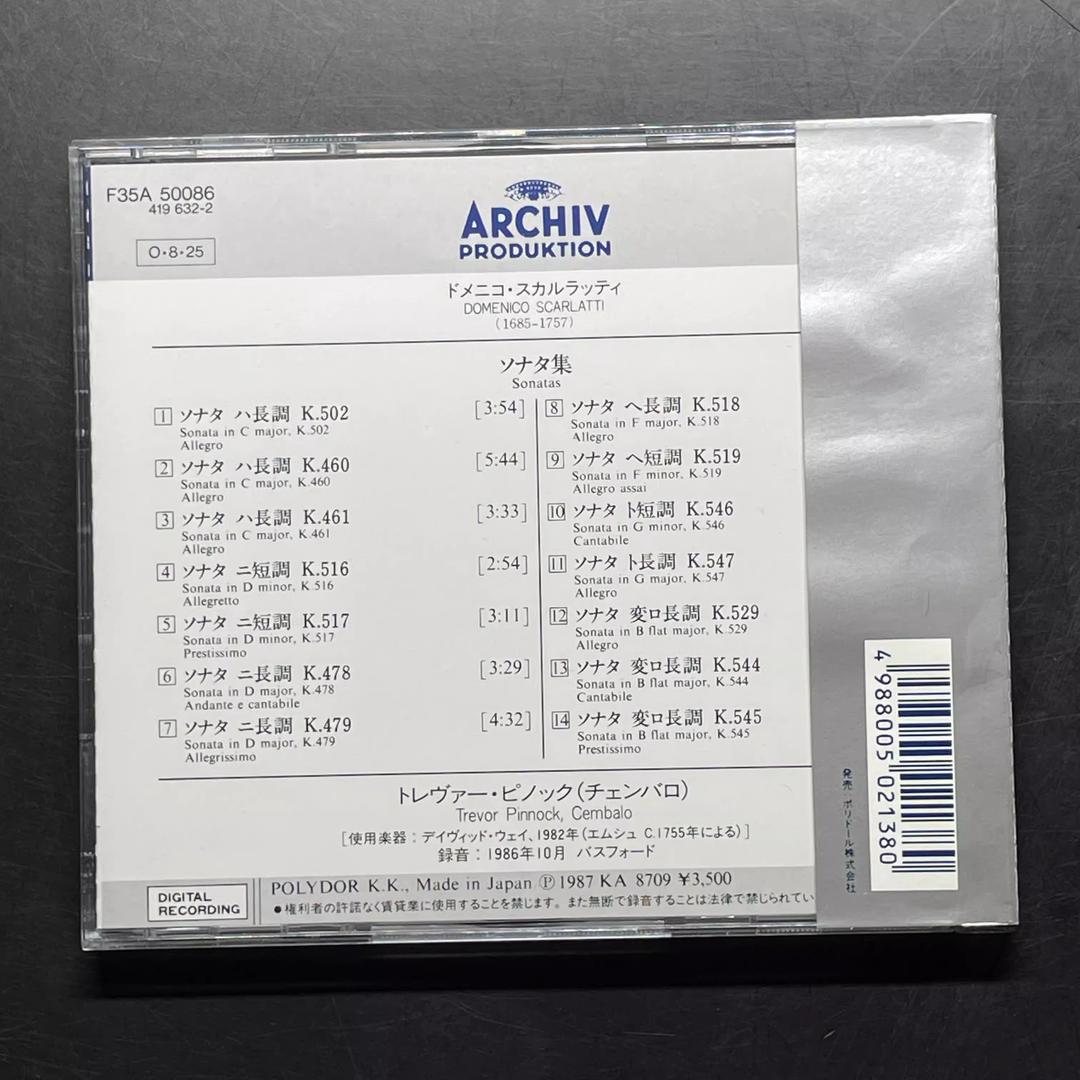 F35A 50086
419 632-2
O・8・25
ARCHIV
PRODUKTION
ドメニコ・スカルラッティ
DOMENICO SCARLATTI
(1685-1757)
ソナタ集
Sonatas
1 ソナタ ハ長調 K.502 [3:54]
Sonata in C major, K.502
Allegro
2 ソナタ ハ長調 K.460 [5:44]
Sonata in C major, K.460
Allegro
3 ソナタ ハ長調 K.461 [3:33]
Sonata in C major, K.461
Allegro
4 ソナタ ニ短調 K.516 [2:54]
Sonata in D minor, K.516
Allegretto
5 ソナタ ニ短調 K.517 [3:11]
Sonata in D minor, K.517
Prestissimo
6 ソナタ ニ長調 K.478 [3:29]
Sonata in D major, K.478
Andante e cantabile
7 ソナタ ニ長調 K.479 [4:32]
Sonata in D major, K.479
Allegrissimo
8 ソナタ ヘ長調 K.518
Sonata in F major, K.518
Allegro
9 ソナタ ヘ短調 K.519
Sonata in F minor, K.519
Allegro assai
10 ソナタ ト短調 K.546
Sonata in G minor, K.546
Cantabile
11 ソナタ ト長調 K.547
Sonata in G major, K.547
Allegro
12 ソナタ 変ロ長調 K.529
Sonata in B flat major, K.529
Allegro
13 ソナタ 変ロ長調 K.544
Sonata in B flat major, K.544
Cantabile
14 ソナタ 変ロ長調 K.545
Sonata in B flat major, K.545
Prestissimo
トレヴァー・ピノック(チェンバロ)
Trevor Pinnock, Cembalo
[使用楽器：デイヴィッド・ウェイ、1982年(エムシュ C.1755年による)]
録音：1986年10月 バスフォード
DIGITAL
RECORDING
POLYDOR K.K., Made in Japan Ⓟ1987 KA 8709 ¥3,500
●権利者の許諾なく賃貸業に使用することを禁じます。また無断で録音することは法律で禁じられてい
発売：ポリドール株式会社
4 988005 021380